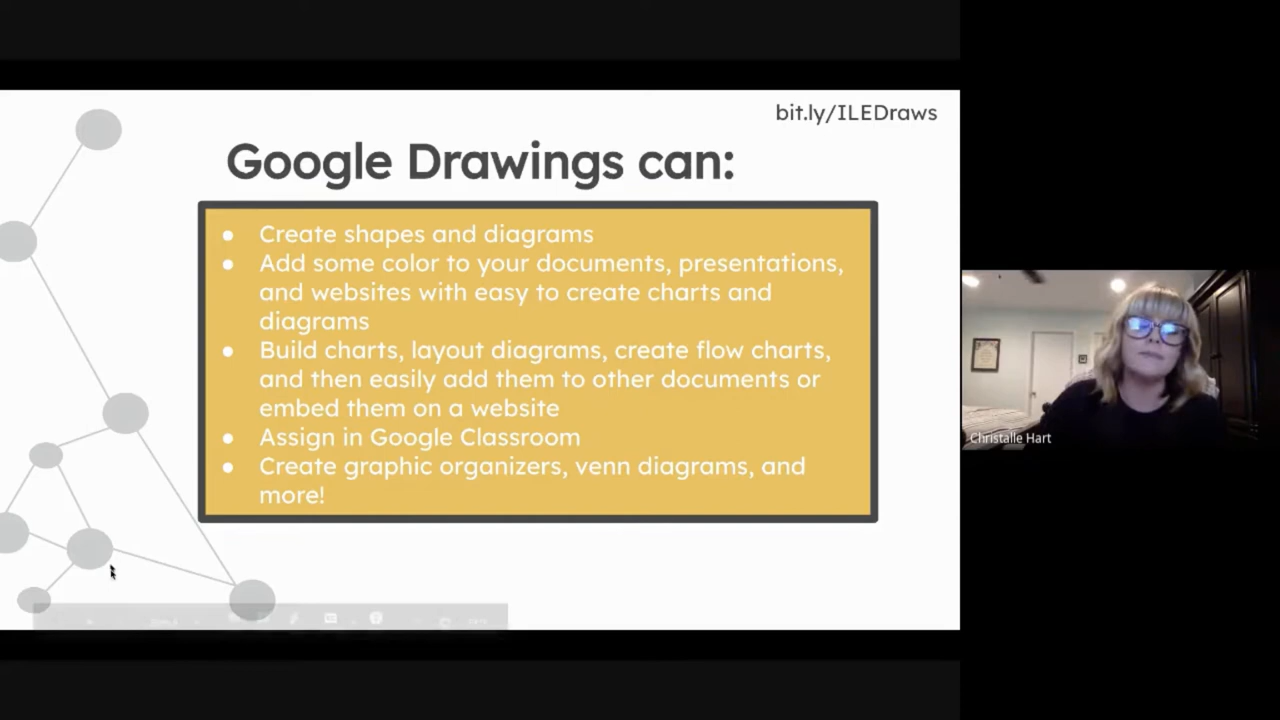 bit.ly/ILEDraws
Google Drawings can:
● Create shapes and diagrams
● Add some color to your documents, presentations,
and websites with easy to create charts and
diagrams
● Build charts, layout diagrams, create flow charts,
and then easily add them to other documents or
embed them on a website
● Assign in Google Classroom
● Create graphic organizers, venn diagrams, and
more!
Christalle Hart